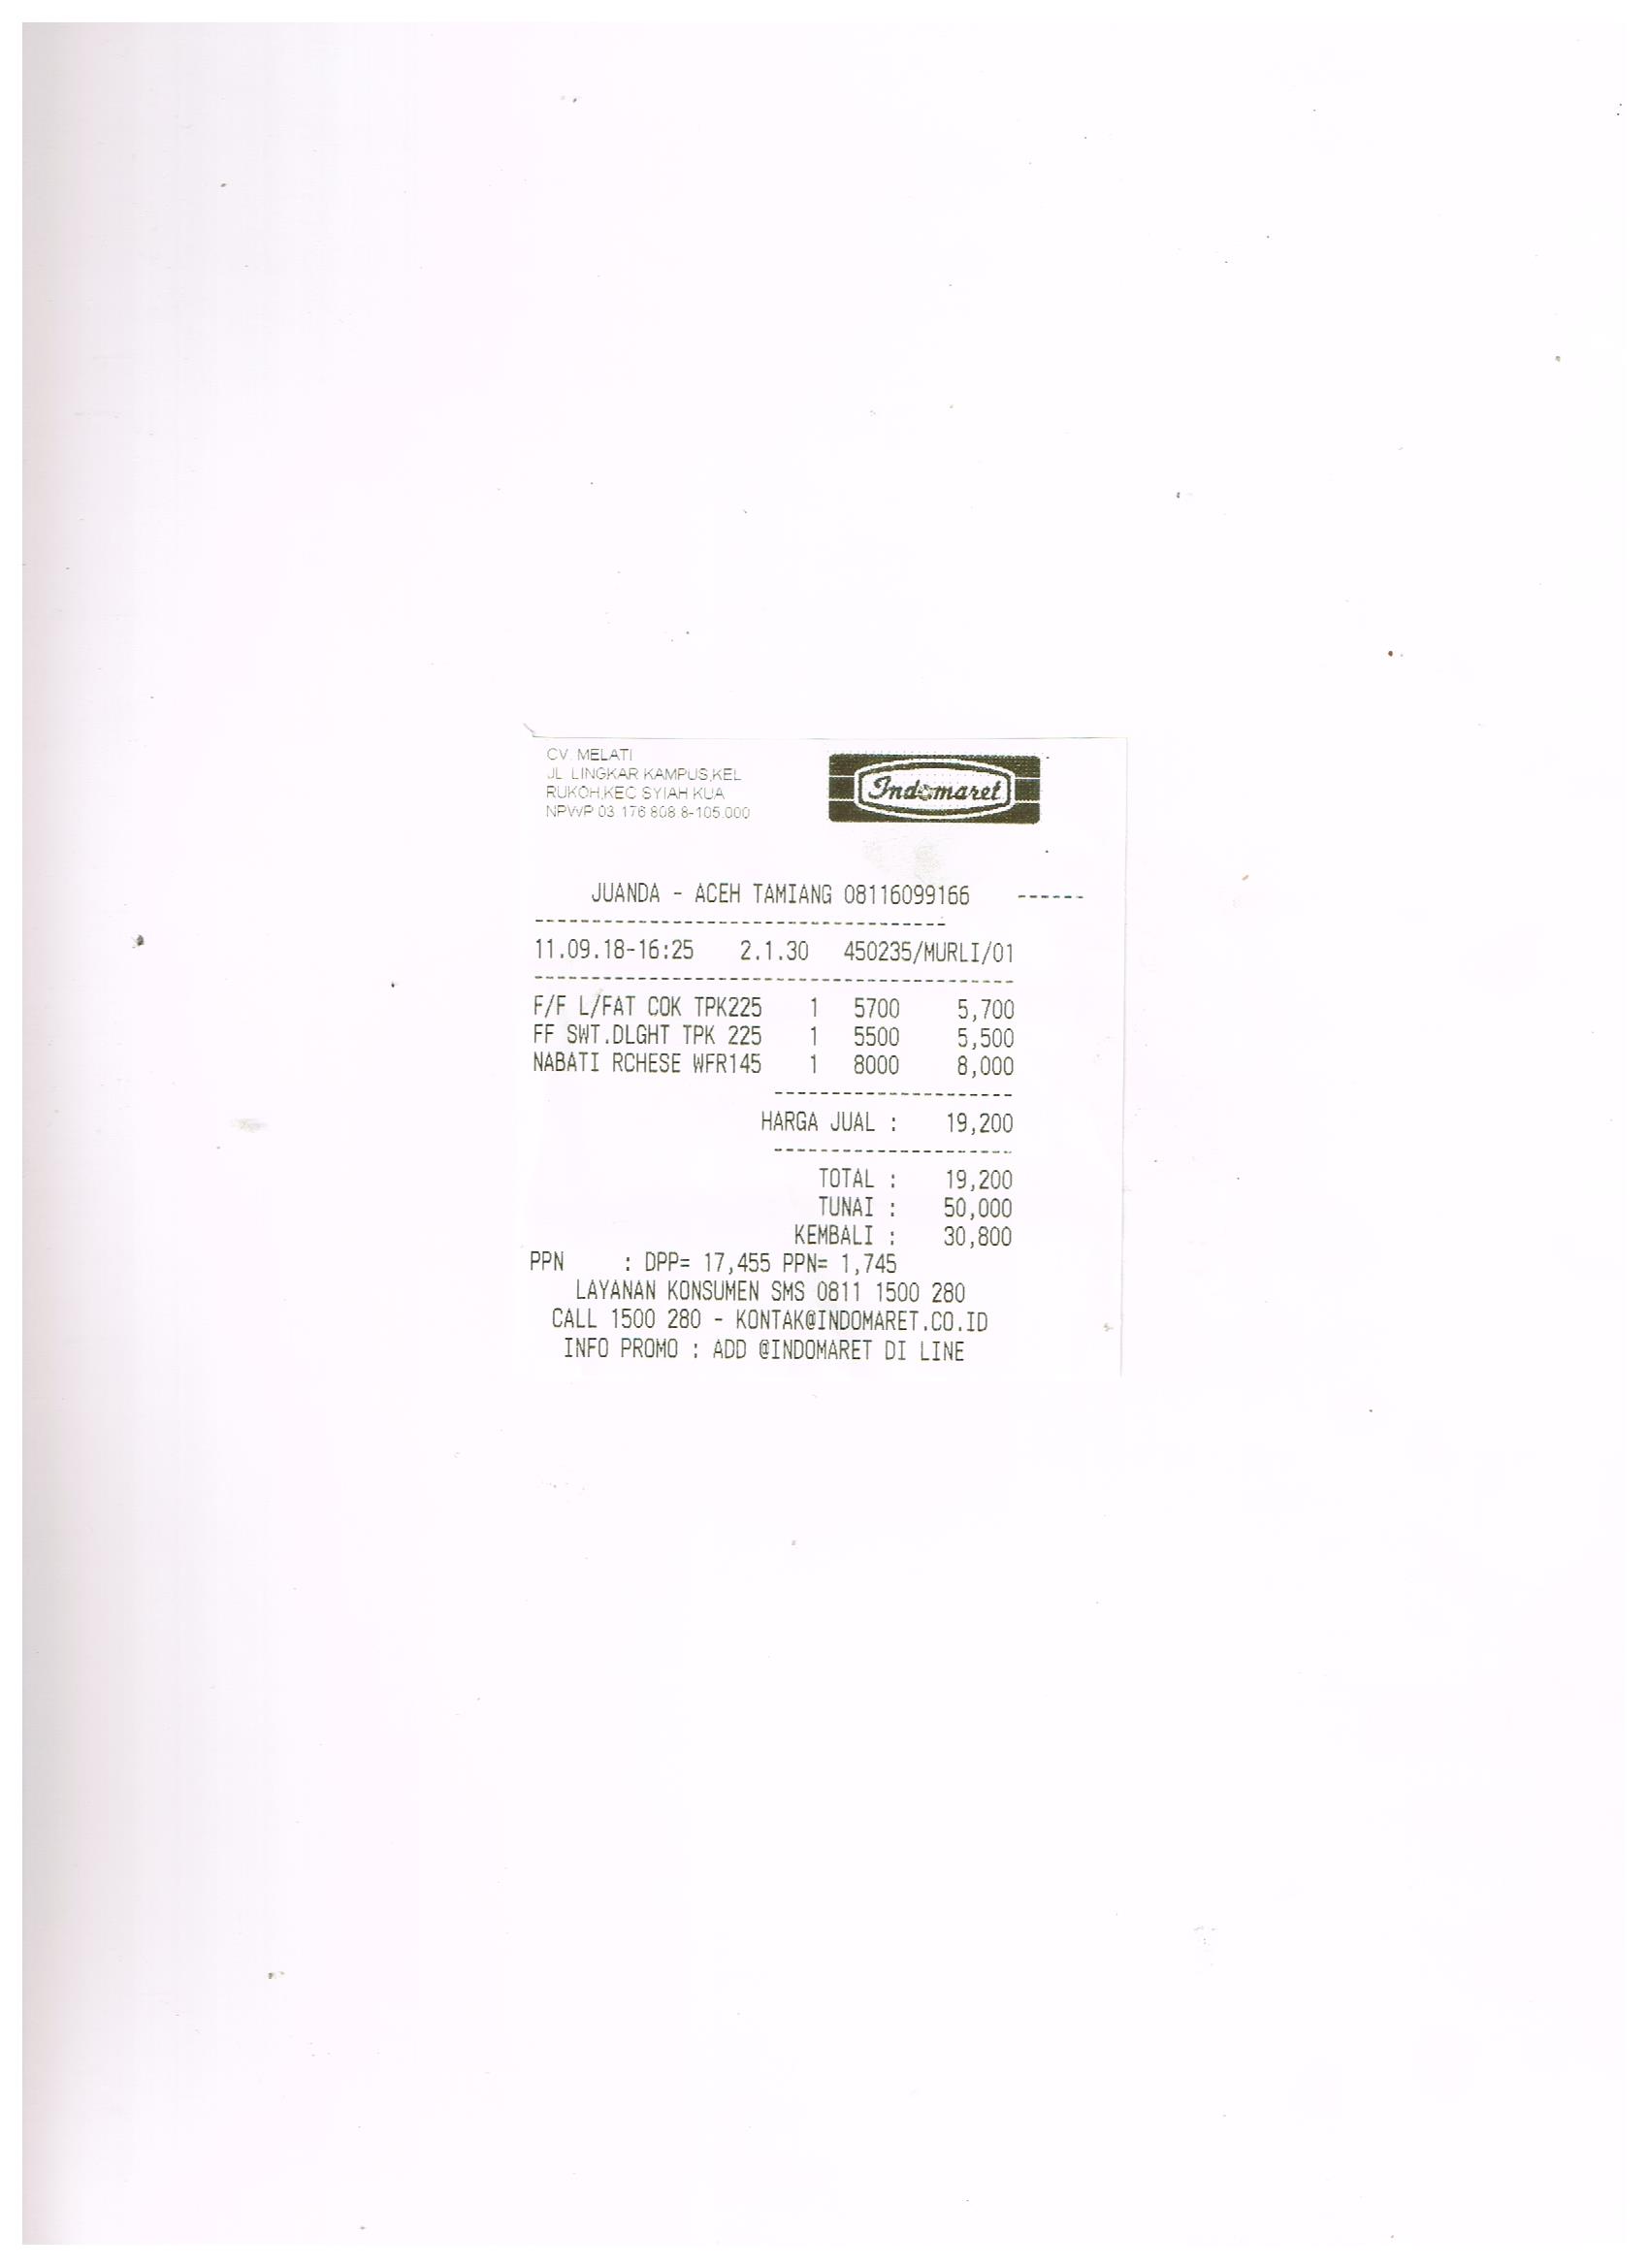 CV. MELATI
JL. LINGKAR KAMPUS,KEL
RUKOH,KEC SYIAH KUA
NPWP 03 176 808 8-105.000
Indomaret
JUANDA - ACEH TAMIANG 08116099166 ------
------------------------------------
11.09.18-16:25 2.1.30 450235/MURLI/01
------------------------------------------
F/F L/FAT COK TPK225 1 5700 5,700
FF SWT.DLGHT TPK 225 1 5500 5,500
NABATI RCHESE WFR145 1 8000 8,000
---------------------
HARGA JUAL : 19,200
---------------------
TOTAL : 19,200
TUNAI : 50,000
KEMBALI : 30,800
PPN : DPP= 17,455 PPN= 1,745
LAYANAN KONSUMEN SMS 0811 1500 280
CALL 1500 280 - KONTAK@INDOMARET.CO.ID
INFO PROMO : ADD @INDOMARET DI LINE